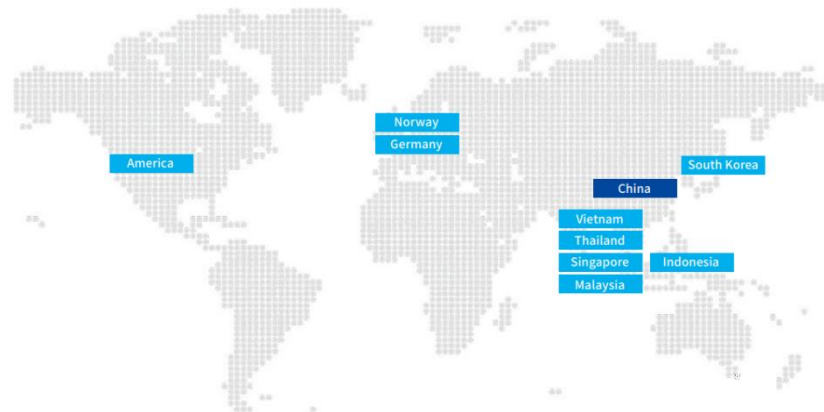 Norway
Germany
America
South Korea
China
Vietnam
Thailand
Singapore
Indonesia
Malaysia